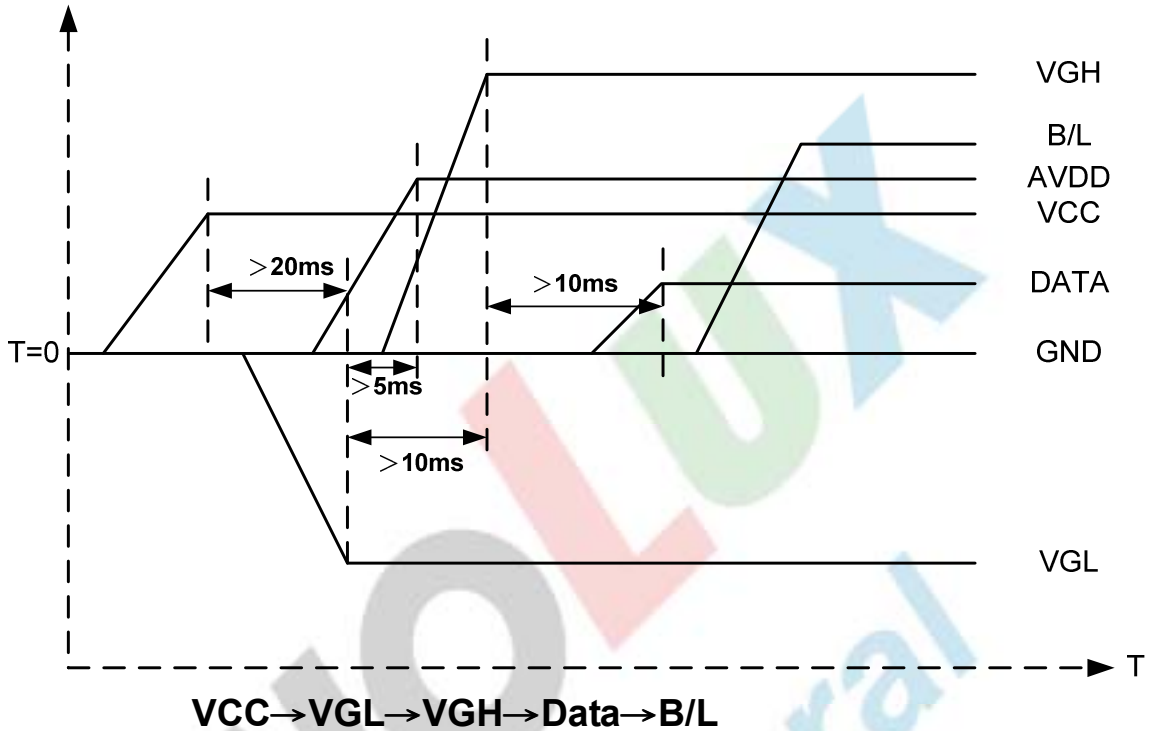 VGH
B/L
AVDD
VCC
>20ms
>10ms
DATA
T=0
GND
>5ms
>10ms
VGL
T
VCC→VGL→VGH→Data→B/L